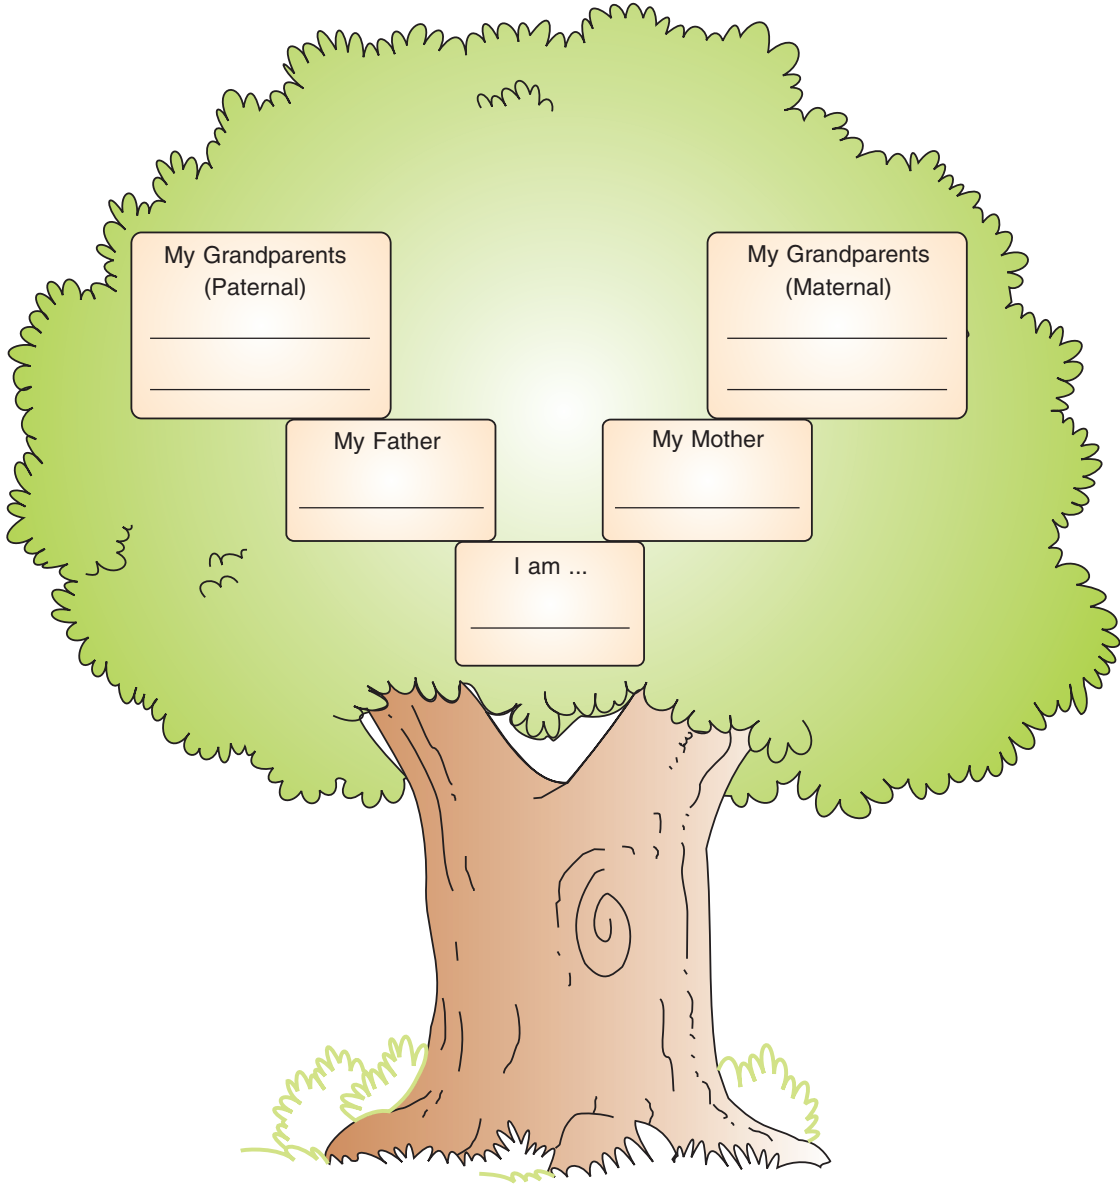 My Grandparents
(Paternal)
My Grandparents
(Maternal)
My Father
My Mother
I am ...